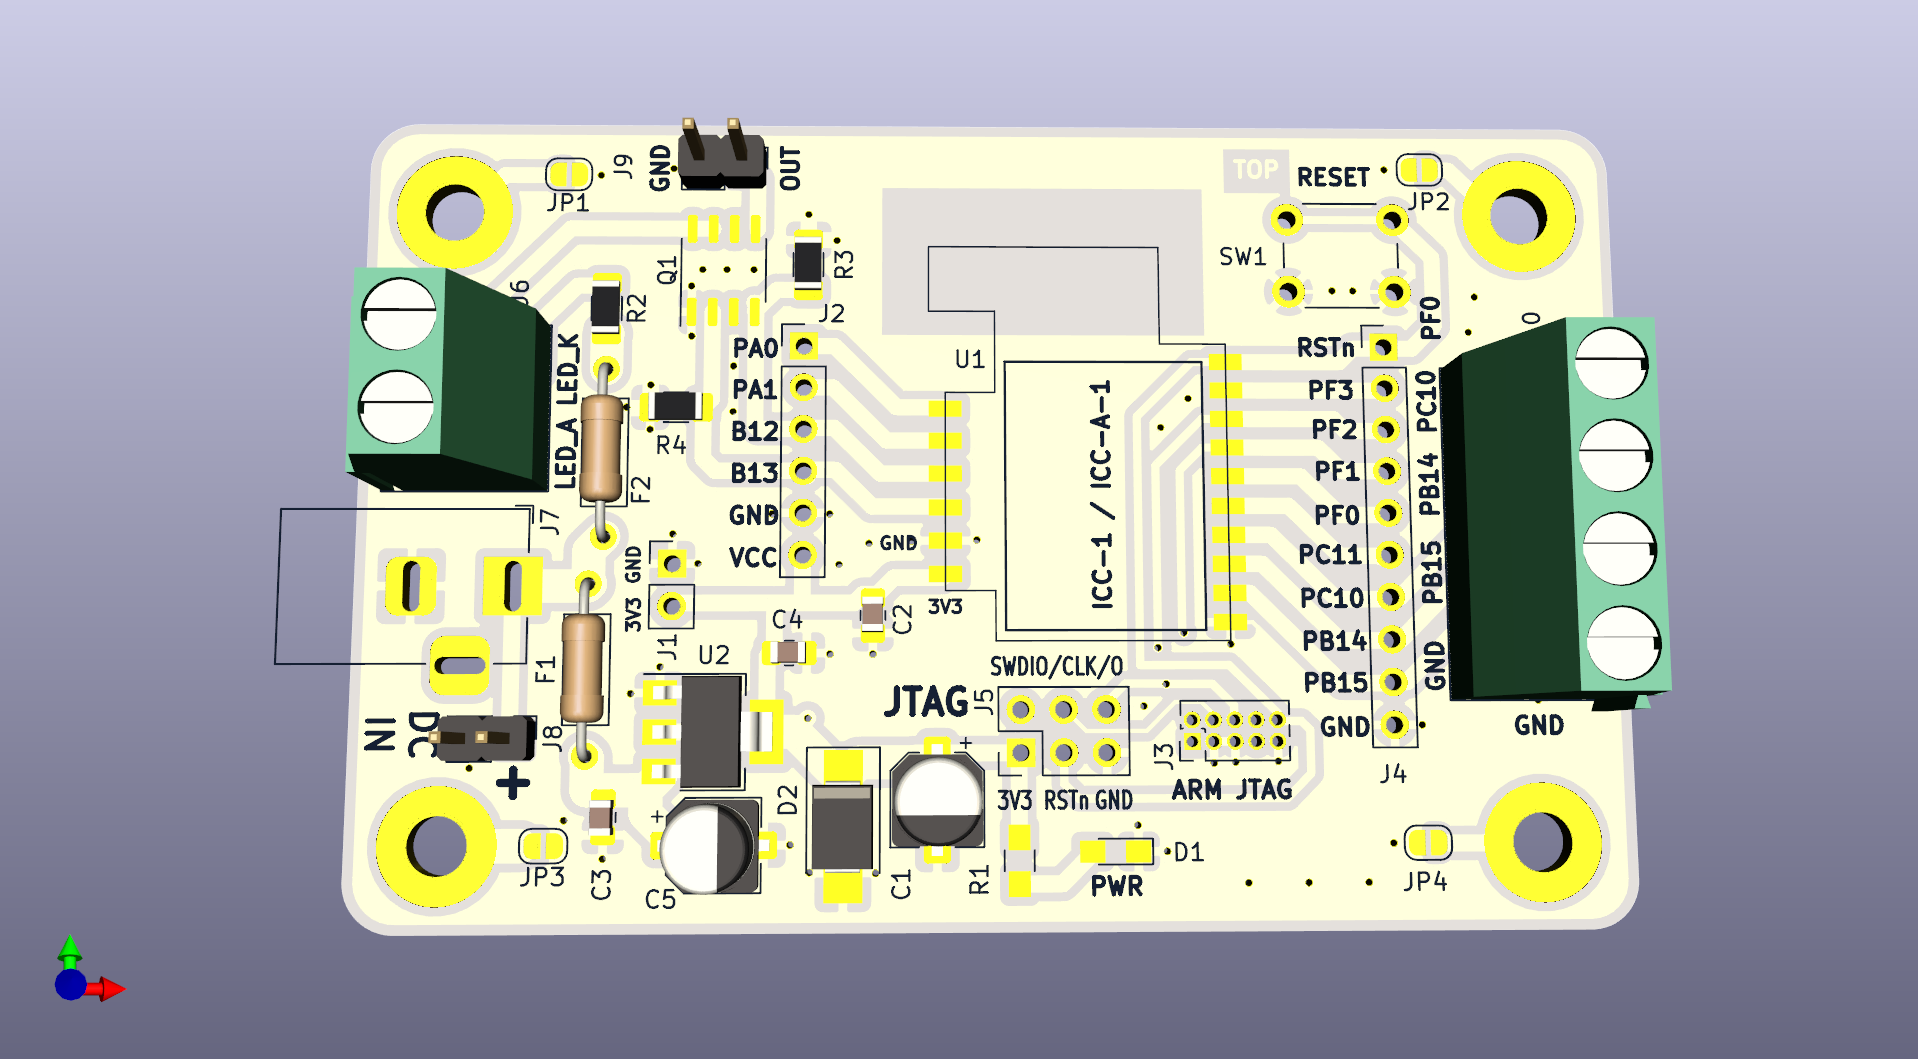 TOP
RESET
JP1
J9
GND
OUT
JP2
SW1
Q1
R3
R2
J2
U1
PF0
LED_A LED_K
PA0
PA1
B12
B13
GND
VCC
R4
F2
J7
ICC-1 / ICC-A-1
RSTn
PF3
PF2
PF1
PF0
PC11
PC10
PB14
PB15
GND
J4
PC10
PB14
PB15
GND
GND
GND
3V3
J1
GND
3V3
C2
C4
U2
F1
DC
IN
J8
+
JTAG
SWDIO/CLK/O
J5
3V3 RSTn GND
J3
ARM JTAG
D2
+
C1
+
C5
C3
JP3
R1
D1
PWR
JP4